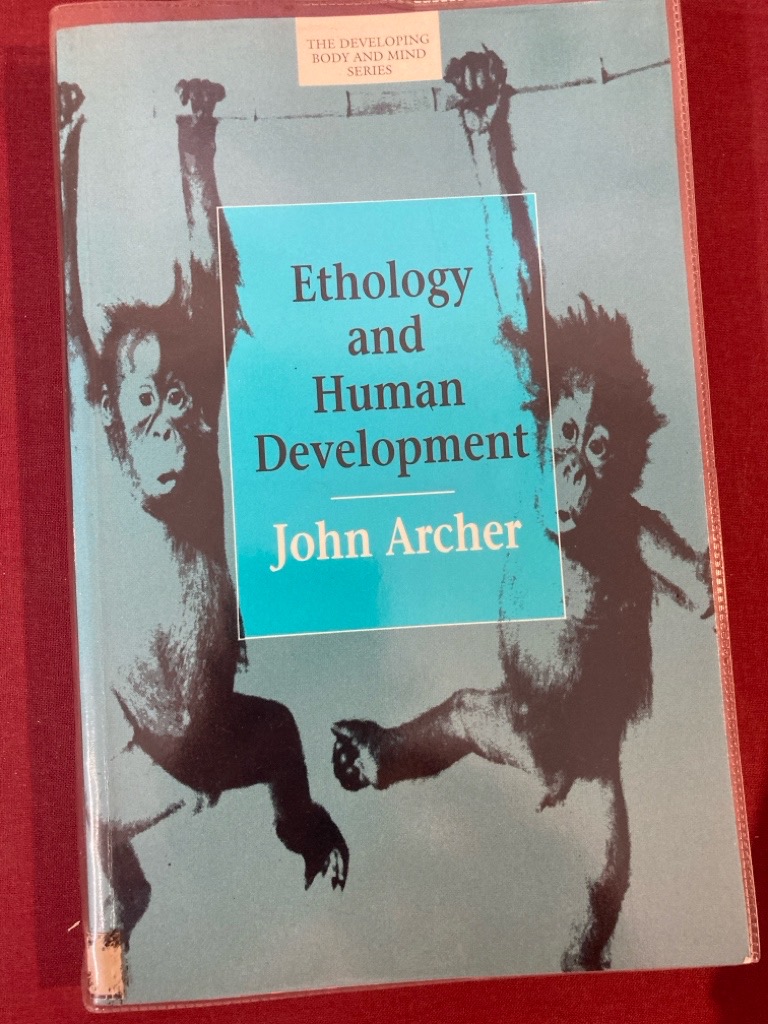 THE DEVELOPING
BODY AND MIND
SERIES
Ethology
and
Human
Development
John Archer